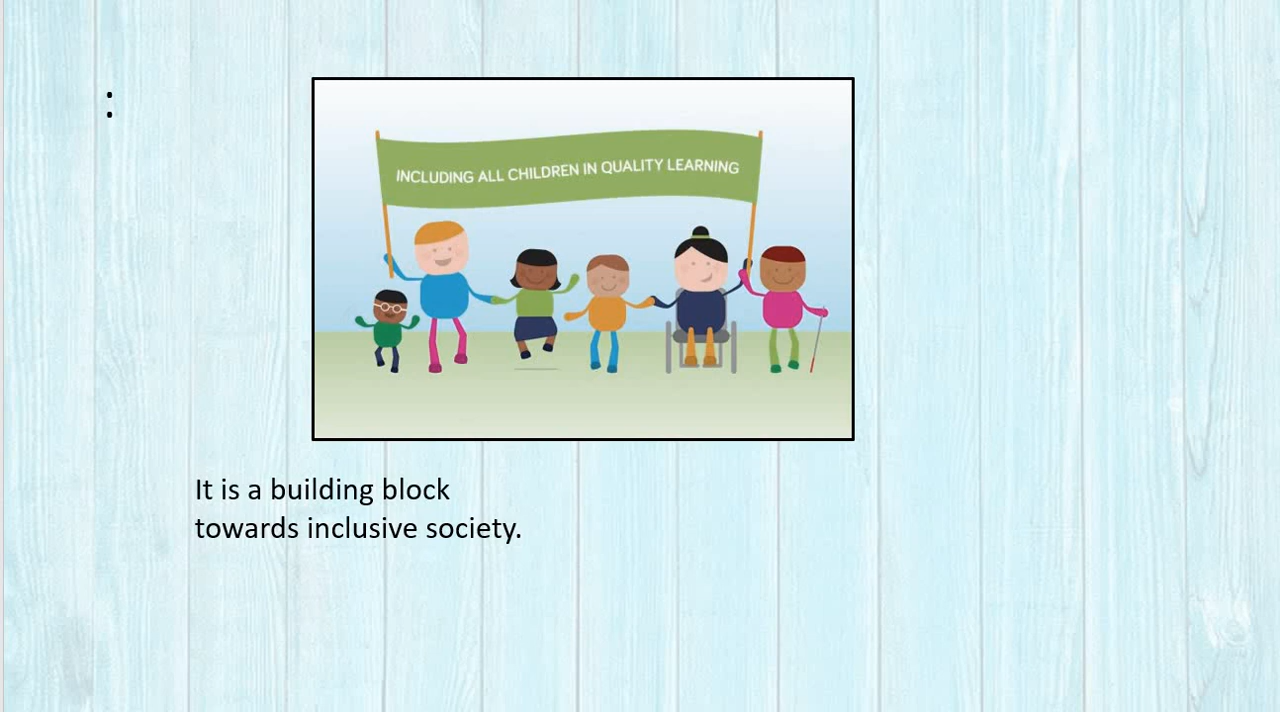 :
INCLUDING ALL CHILDREN IN QUALITY LEARNING
It is a building block
towards inclusive society.